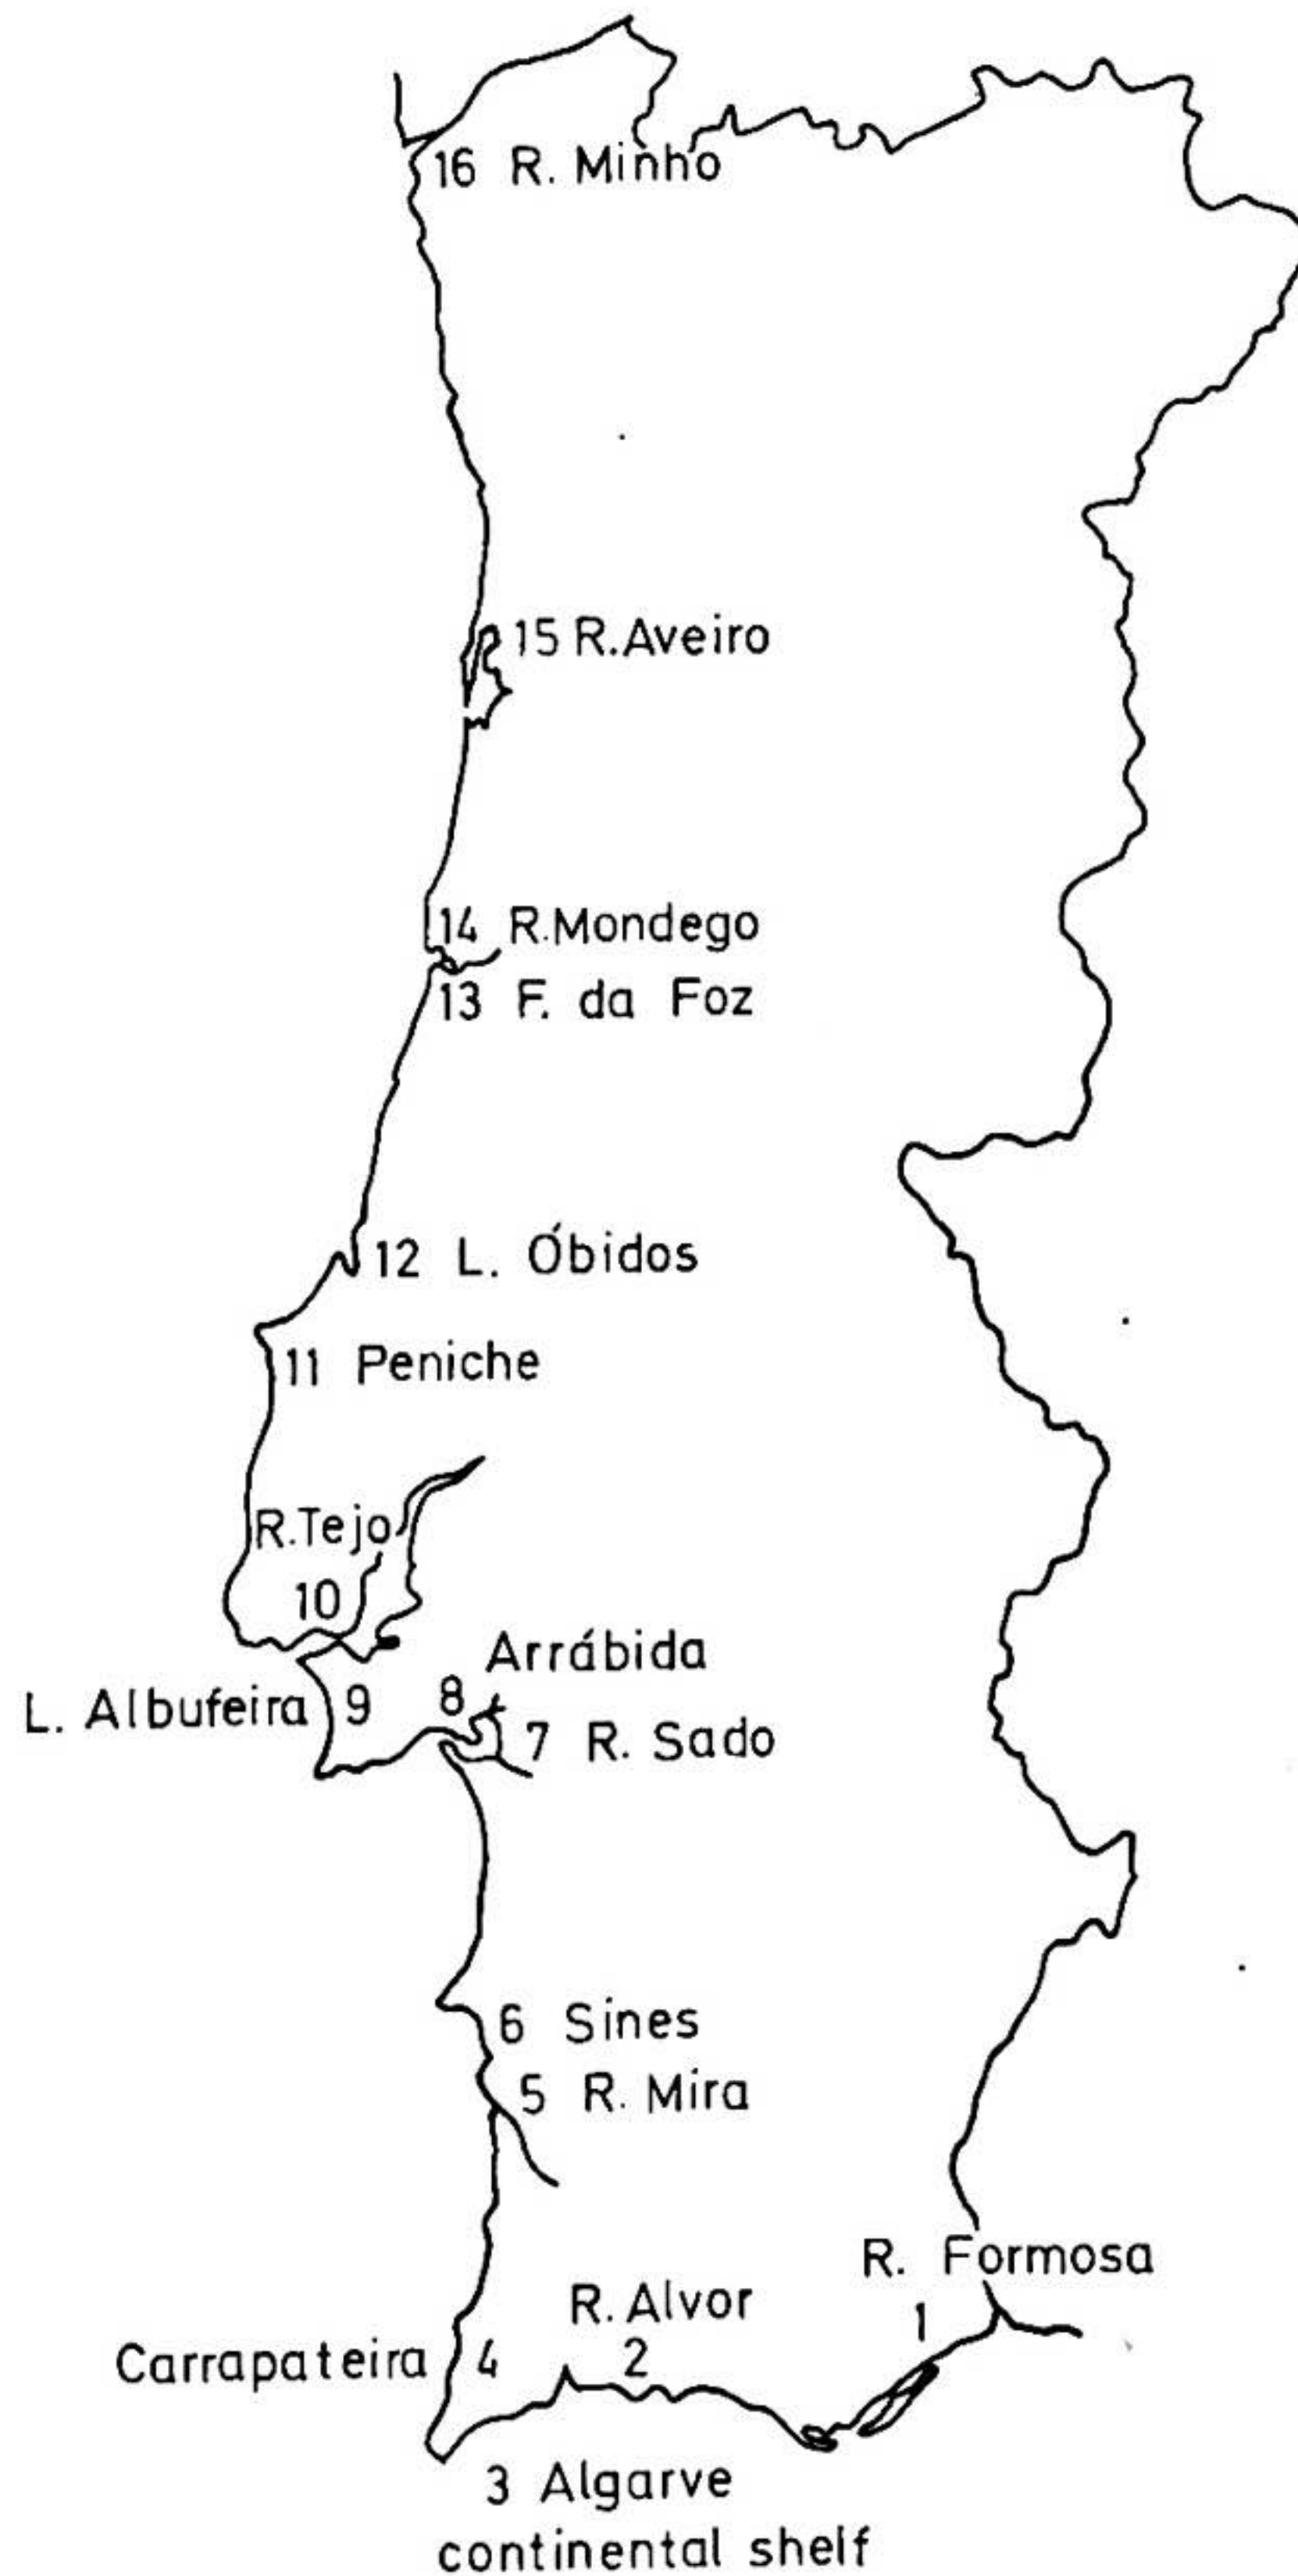 16 R. Minho
15 R. Aveiro
14 R. Mondego
13 F. da Foz
12 L. Óbidos
11 Peniche
R. Tejo
10
Arrábida
8
L. Albufeira 9
7 R. Sado
6 Sines
5 R. Mira
R. Formosa
1
R. Alvor
2
Carrapateira 4
3 Algarve
continental shelf